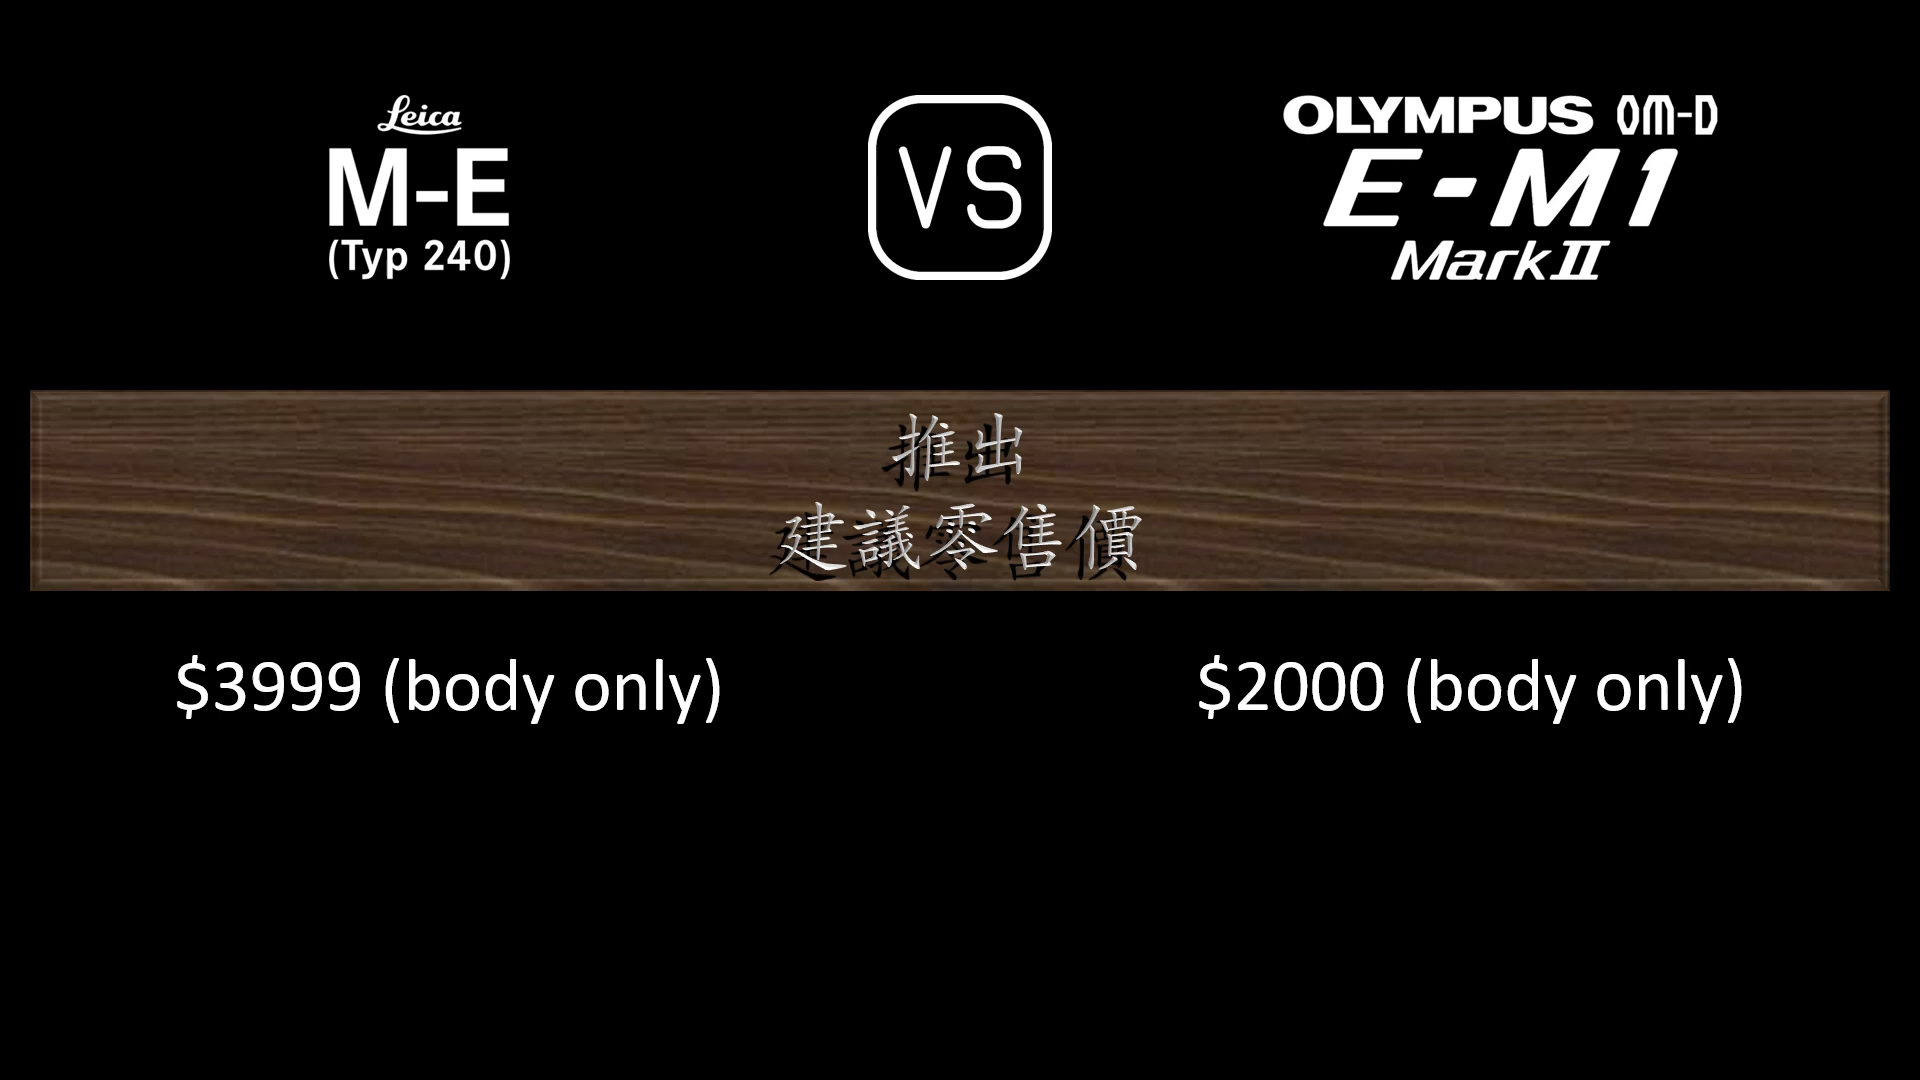 Leica
M-E
(Typ 240)
VS
OLYMPUS OM-D
E-M1
Mark II
推出
建議零售價
$3999 (body only)
$2000 (body only)